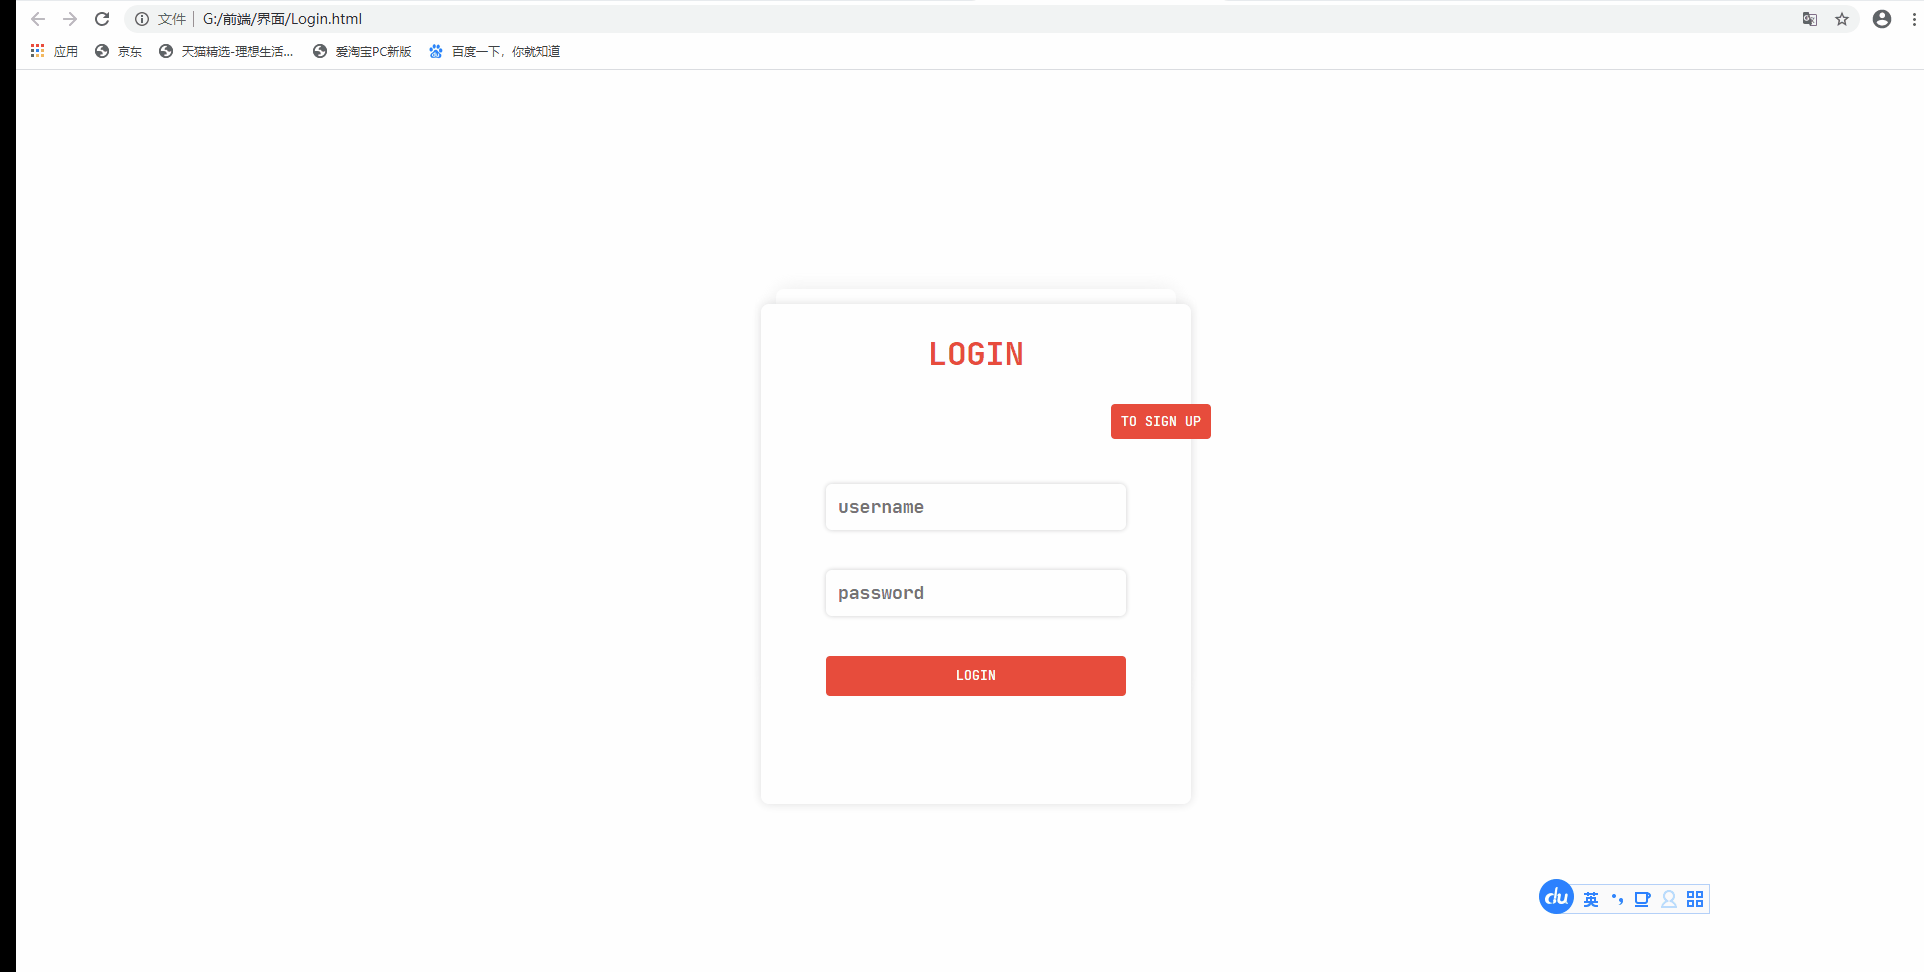 文件 G:/前端/界面/Login.html
应用 京东 天猫精选-理想生活... 爱淘宝PC新版 百度一下，你就知道
LOGIN
TO SIGN UP
username
password
LOGIN
du 英